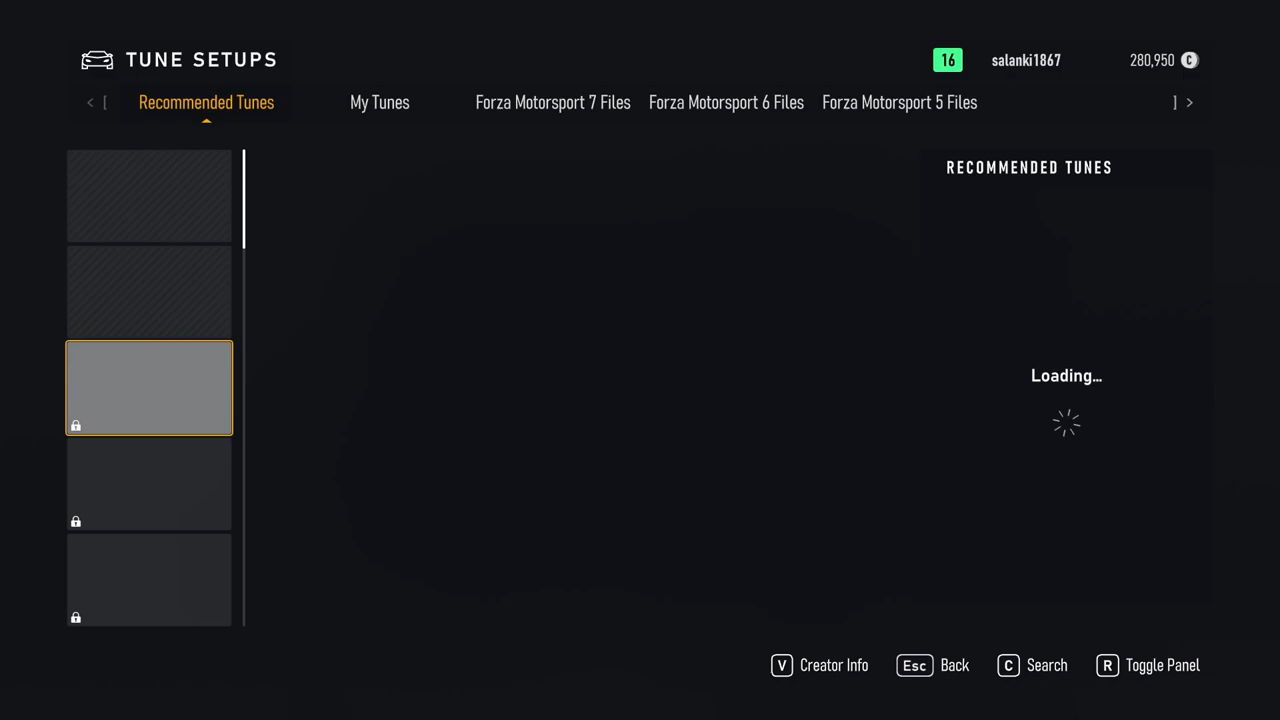 TUNE SETUPS
16 salanki1867 280,950 C
< [ Recommended Tunes My Tunes Forza Motorsport 7 Files Forza Motorsport 6 Files Forza Motorsport 5 Files ] >
RECOMMENDED TUNES
Loading...
V Creator Info Esc Back C Search R Toggle Panel